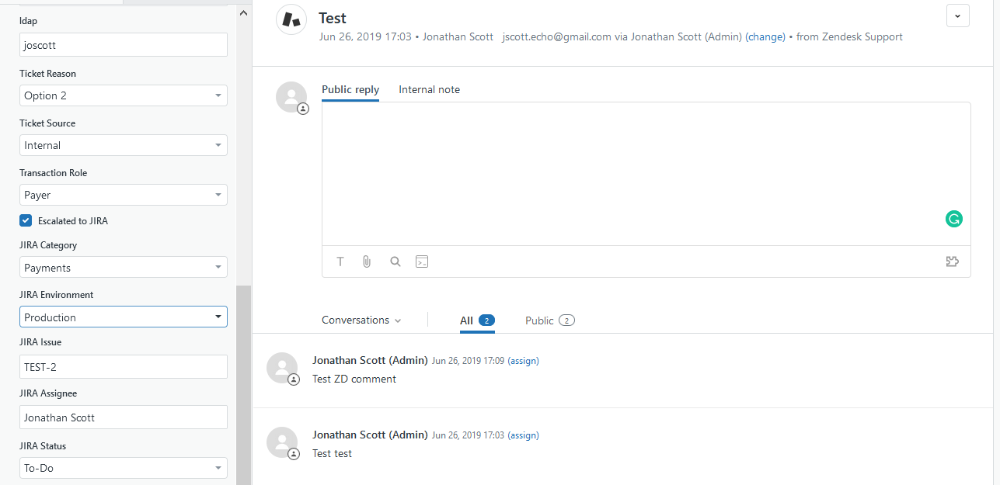 ldap
joscott
Ticket Reason
Option 2
Ticket Source
Internal
Transaction Role
Payer
Escalated to JIRA
JIRA Category
Payments
JIRA Environment
Production
JIRA Issue
TEST-2
JIRA Assignee
Jonathan Scott
JIRA Status
To-Do
Test
Jun 26, 2019 17:03 • Jonathan Scott jscott.echo@gmail.com via Jonathan Scott (Admin) (change) • from Zendesk Support
Public reply Internal note
T
Conversations All 2 Public 2
Jonathan Scott (Admin) Jun 26, 2019 17:09 (assign)
Test ZD comment
Jonathan Scott (Admin) Jun 26, 2019 17:03 (assign)
Test test